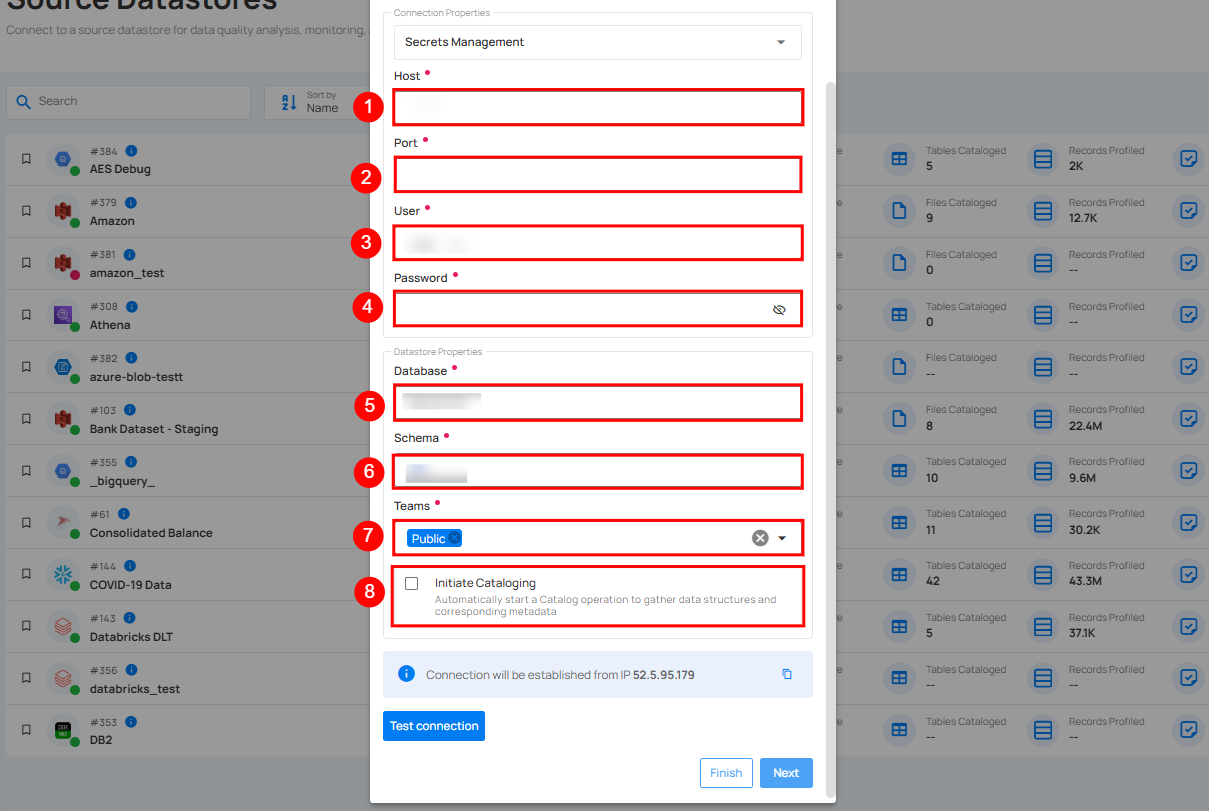 Source Datastores
Connect to a source datastore for data quality analysis, monitoring,
Search
Sort by
Name
#384
AES Debug
Tables Cataloged
5
Records Profiled
2K
#379
Amazon
Files Cataloged
9
Records Profiled
12.7K
#381
amazon_test
Files Cataloged
0
Records Profiled
--
#308
Athena
Tables Cataloged
0
Records Profiled
--
#382
azure-blob-testt
Files Cataloged
--
Records Profiled
--
#103
Bank Dataset - Staging
Files Cataloged
8
Records Profiled
22.4M
#355
_bigquery_
Tables Cataloged
10
Records Profiled
9.6M
#61
Consolidated Balance
Tables Cataloged
11
Records Profiled
30.2K
#144
COVID-19 Data
Tables Cataloged
42
Records Profiled
43.3M
#143
Databricks DLT
Tables Cataloged
5
Records Profiled
37.1K
#356
databricks_test
Tables Cataloged
--
Records Profiled
--
#353
DB2
Tables Cataloged
--
Records Profiled
--
Connection Properties
Secrets Management
Host
1
Port
2
User
3
Password
4
Datastore Properties
Database
5
Schema
6
Teams
7
Public
8
Initiate Cataloging
Automatically start a Catalog operation to gather data structures and
corresponding metadata
Connection will be established from IP 52.5.95.179
Test connection
Finish
Next